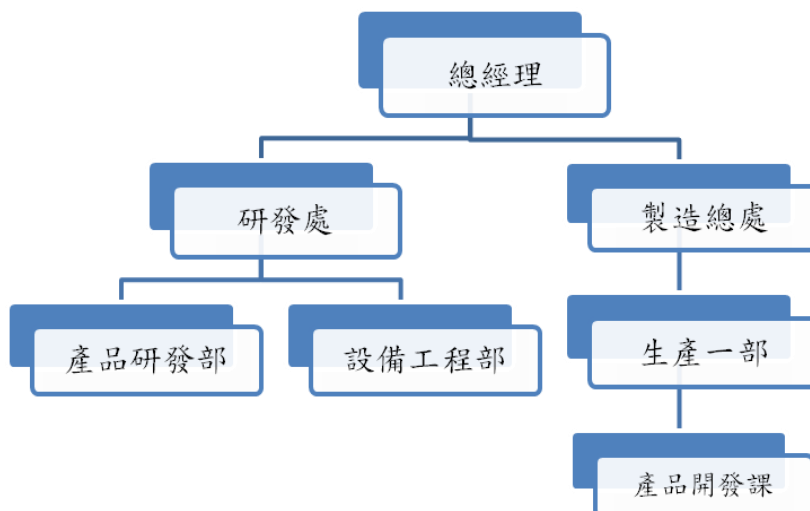 總經理
研發處
製造總處
產品研發部
設備工程部
生產一部
產品開發課